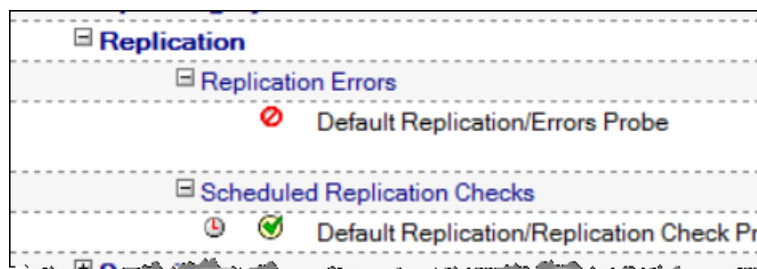 Replication
Replication Errors
Default Replication/Errors Probe
Scheduled Replication Checks
Default Replication/Replication Check Pr